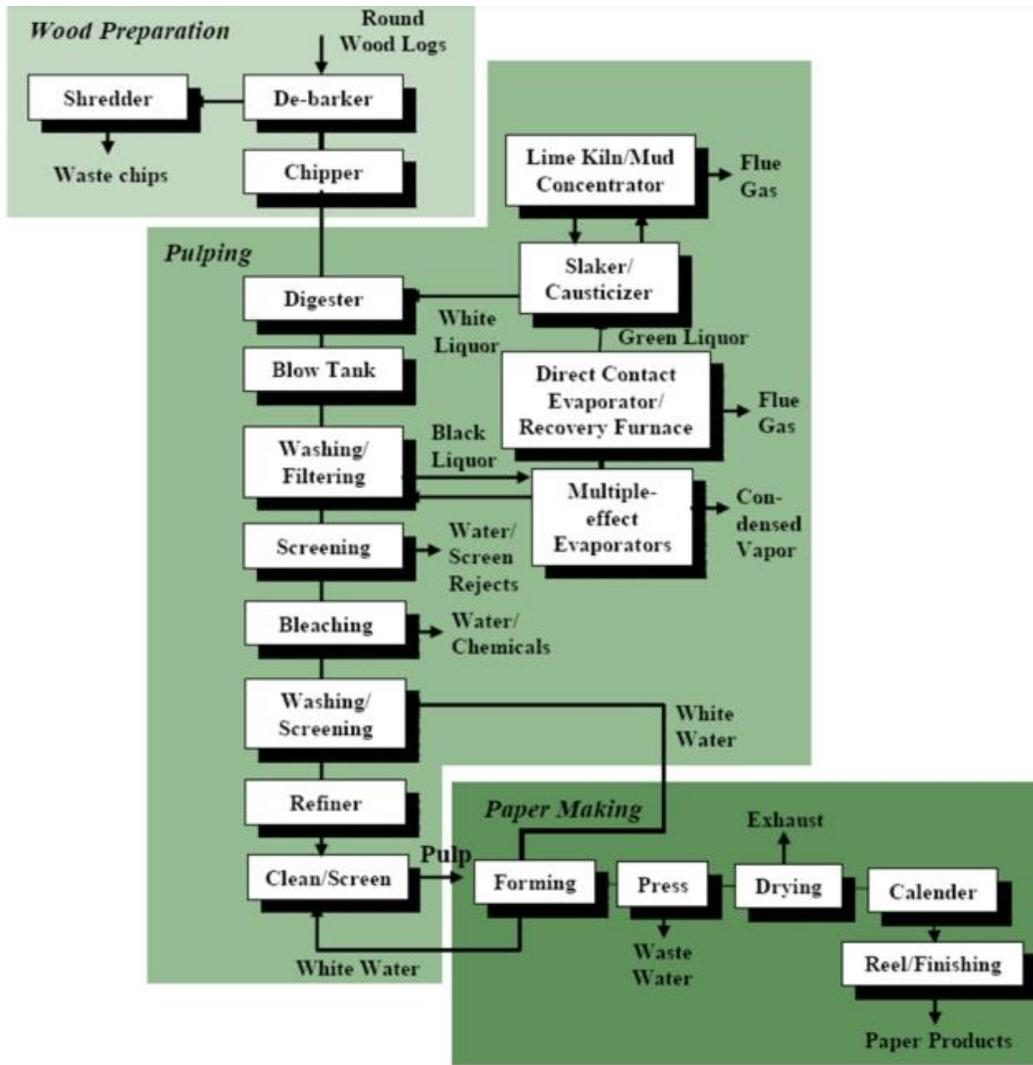 Wood Preparation
Round
Wood Logs
Shredder
De-barker
Waste chips
Chipper
Lime Kiln/Mud
Concentrator
Flue
Gas
Pulping
Slaker/
Causticizer
Digester
White
Liquor
Green Liquor
Blow Tank
Direct Contact
Evaporator/
Recovery Furnace
Flue
Gas
Washing/
Filtering
Black
Liquor
Multiple-
effect
Evaporators
Con-
densed
Vapor
Screening
Water/
Screen
Rejects
Bleaching
Water/
Chemicals
Washing/
Screening
White
Water
Refiner
Paper Making
Exhaust
Clean/Screen
Pulp
Forming
Press
Drying
Calender
White Water
Waste
Water
Reel/Finishing
Paper Products